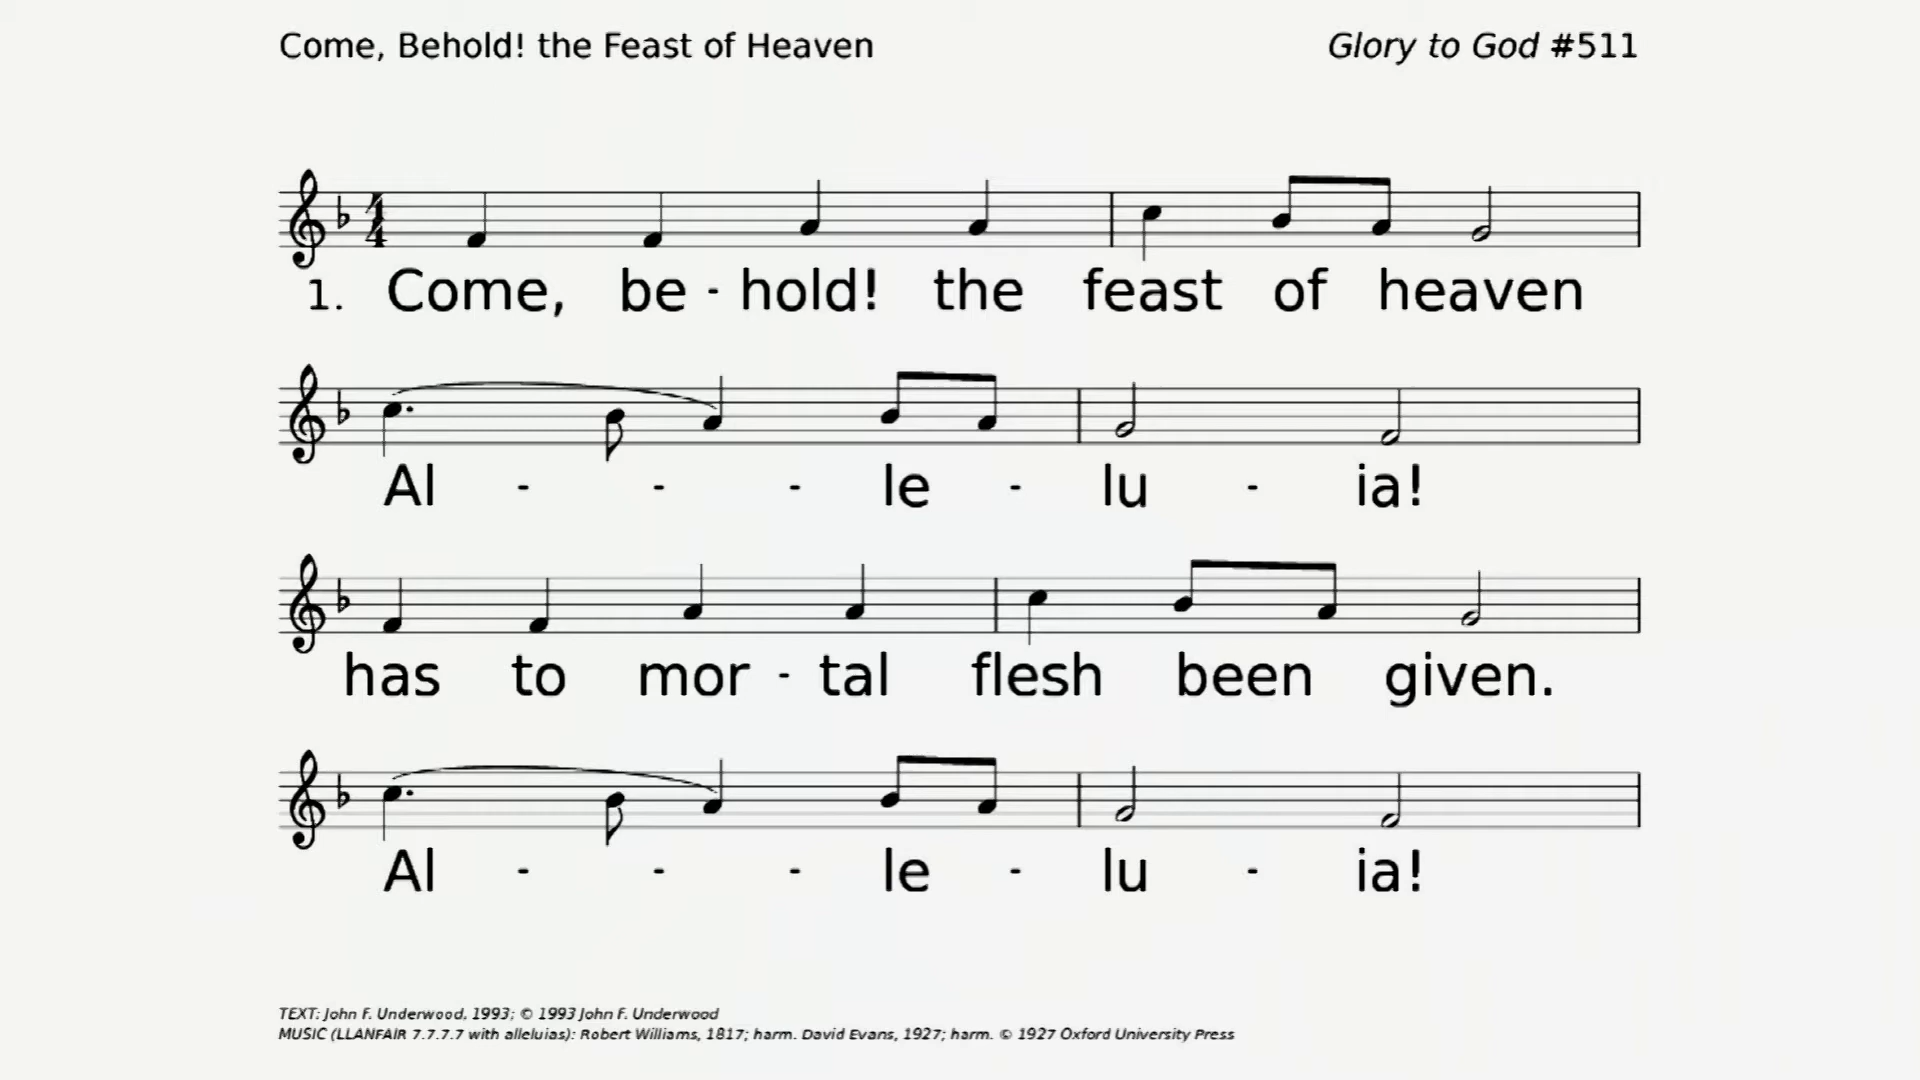 Come, Behold! the Feast of Heaven
Glory to God #511
4
4
1. Come, be - hold! the feast of heaven
Al - - - le - lu - ia!
has to mor - tal flesh been given.
Al - - - le - lu - ia!
TEXT: John F. Underwood, 1993; © 1993 John F. Underwood
MUSIC (LLANFAIR 7.7.7.7 with alleluias): Robert Williams, 1817; harm. David Evans, 1927; harm. © 1927 Oxford University Press